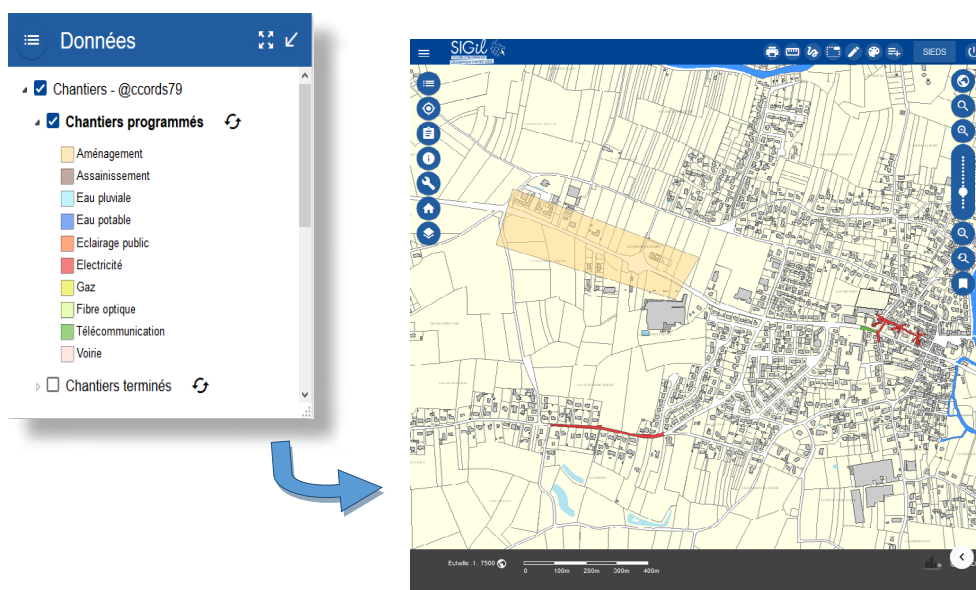 Données
Chantiers - @ccords79
Chantiers programmés
Aménagement
Assainissement
Eau pluviale
Eau potable
Eclairage public
Electricité
Gaz
Fibre optique
Télécommunication
Voirie
Chantiers terminés
SIGil
SIEDS
Echelle .1. 7500
0 100m 200m 300m 400m